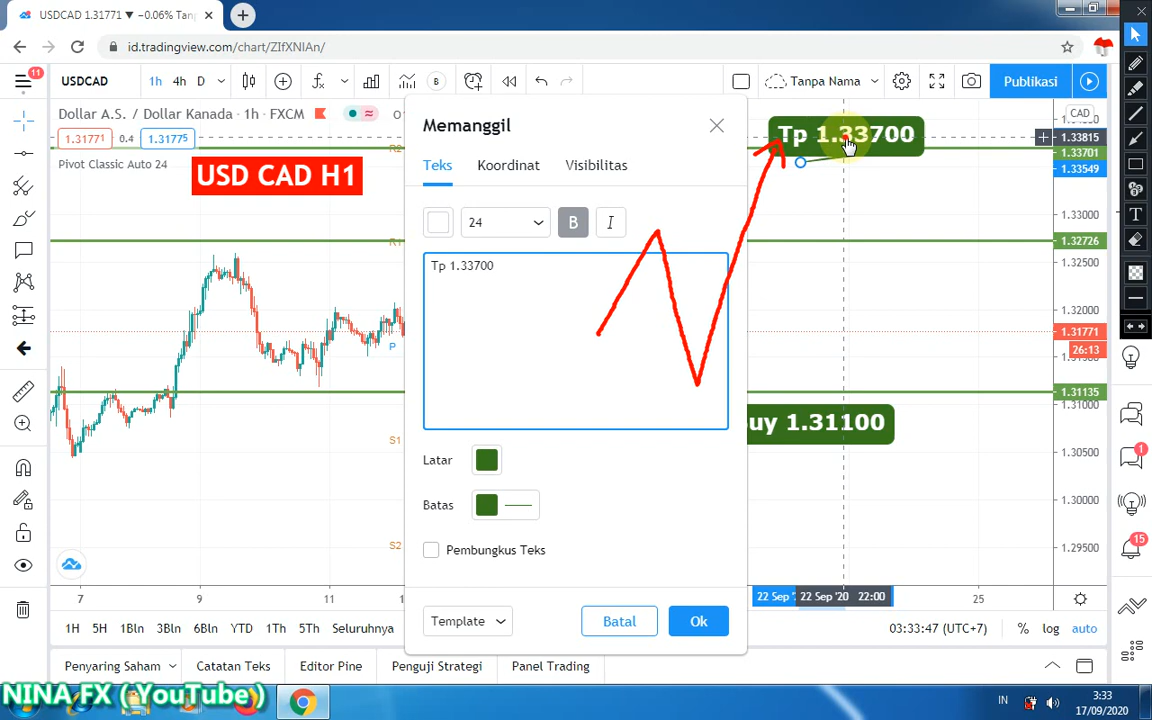 USDCAD 1.31771 ▼ −0.06% Tan
id.tradingview.com/chart/ZIfXNIAn/
11
USDCAD
1h 4h D
B
Tanpa Nama
Publikasi
Dollar A.S. / Dollar Kanada · 1h · FXCM
1.31771 0.4 1.31775
Pivot Classic Auto 24
USD CAD H1
R2
R1
P
S1
S2
Memanggil
Teks Koordinat Visibilitas
24
B
I
Tp 1.33700
Latar
Batas
Pembungkus Teks
Template
Batal
Ok
Tp 1.33700
uy 1.31100
CAD
1.33815
1.33701
1.33549
1.33000
1.32726
1.32500
1.32000
1.31771
26:13
1.31135
1.31000
1.30500
1.30000
1.29500
7
9
11
22 Sep '
22 Sep '20 22:00
25
1H 5H 1Bln 3Bln 6Bln YTD 1Th 5Th Seluruhnya
03:33:47 (UTC+7)
% log auto
Penyaring Saham Catatan Teks Editor Pine Penguji Strategi Panel Trading
T
1
15
NINA FX (YouTube)
IN
3:33
17/09/2020